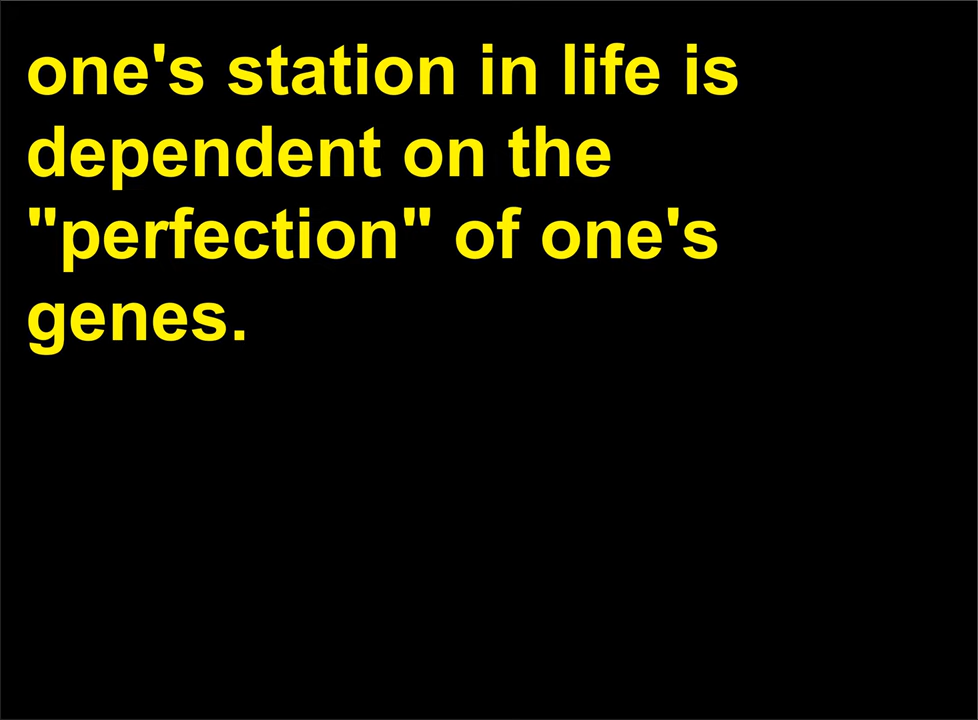 one's station in life is
dependent on the
"perfection" of one's
genes.